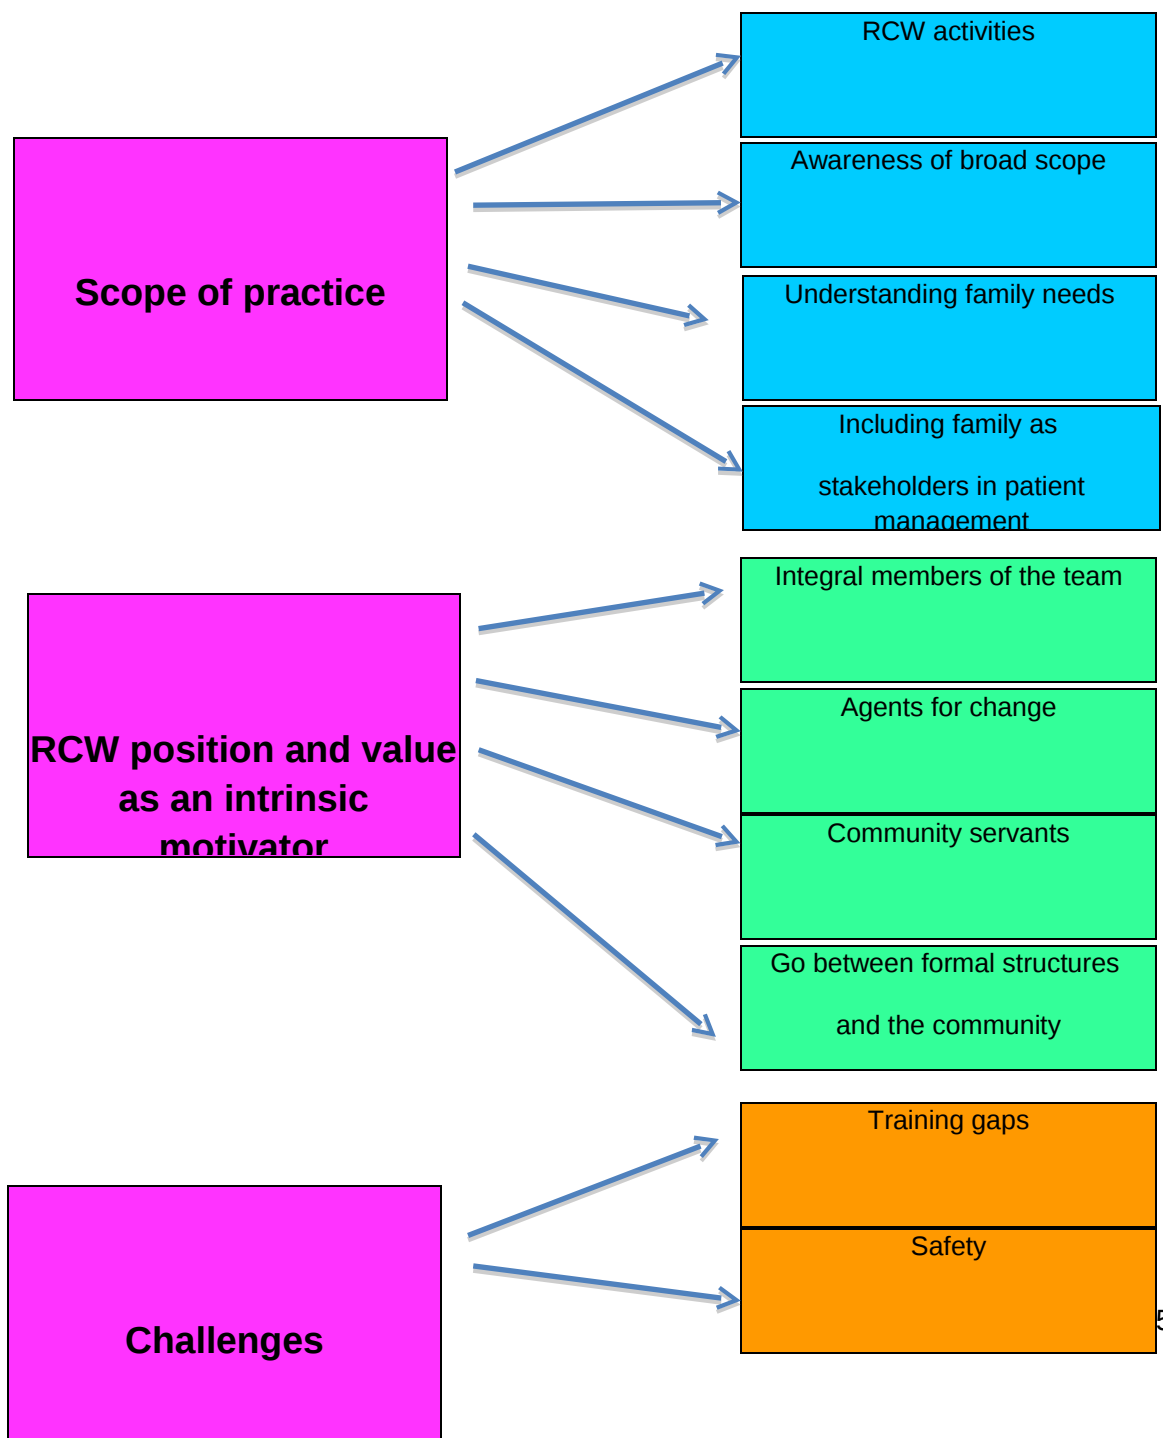 RCW activities
Awareness of broad scope
Scope of practice
Understanding family needs
Including family as
stakeholders in patient
management
Integral members of the team
RCW position and value
as an intrinsic
motivator
Agents for change
Community servants
Go between formal structures
and the community
Training gaps
Safety
Challenges
5